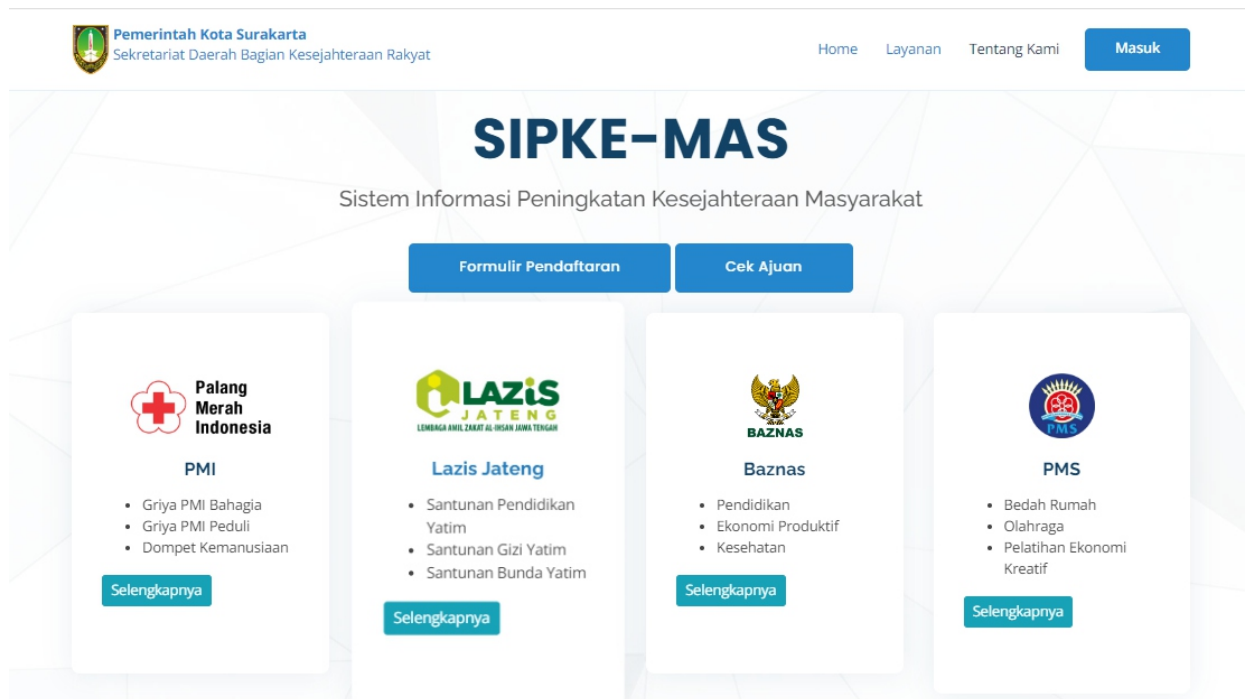 Pemerintah Kota Surakarta
Sekretariat Daerah Bagian Kesejahteraan Rakyat
Home Layanan Tentang Kami Masuk
SIPKE-MAS
Sistem Informasi Peningkatan Kesejahteraan Masyarakat
Formulir Pendaftaran Cek Ajuan
Palang
Merah
Indonesia
PMI
• Griya PMI Bahagia
• Griya PMI Peduli
• Dompet Kemanusiaan
Selengkapnya
LAZiS
JATENG
LEMBAGA AMIL ZAKAT AL-IHSAN JAWA TENGAH
Lazis Jateng
• Santunan Pendidikan
Yatim
• Santunan Gizi Yatim
• Santunan Bunda Yatim
Selengkapnya
BAZNAS
Baznas
• Pendidikan
• Ekonomi Produktif
• Kesehatan
Selengkapnya
PMS
PMS
• Bedah Rumah
• Olahraga
• Pelatihan Ekonomi
Kreatif
Selengkapnya